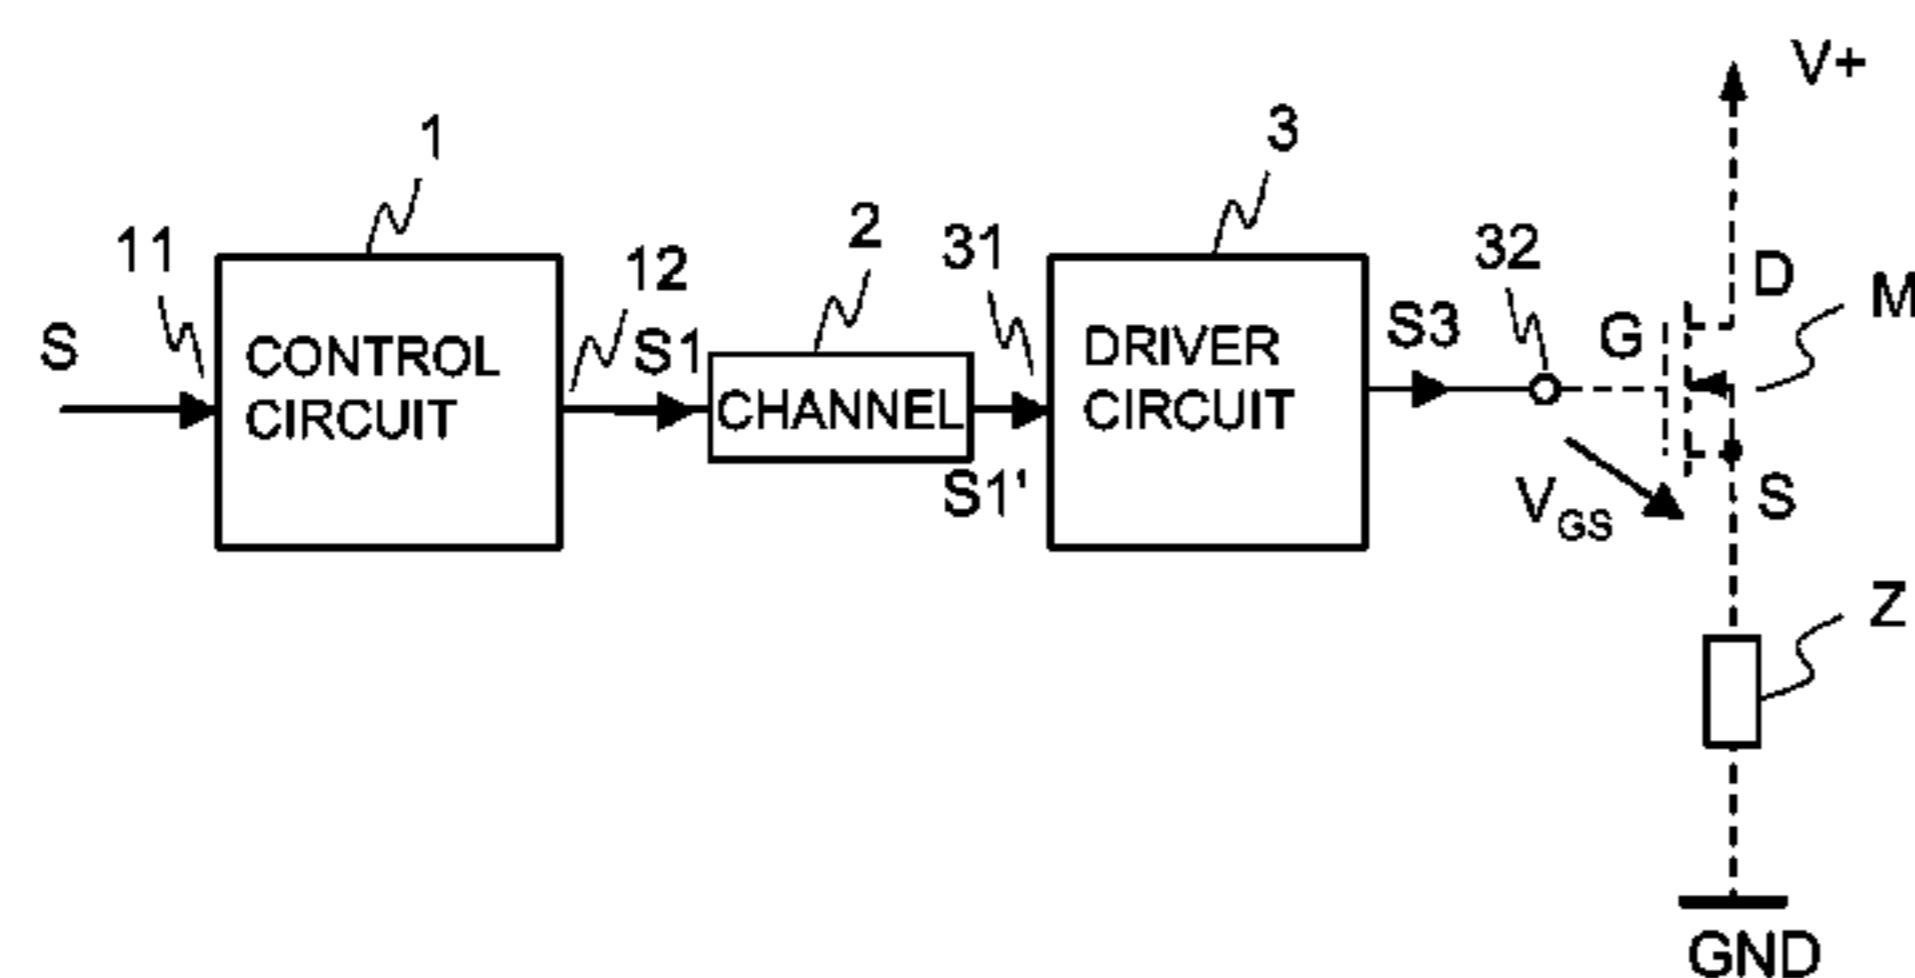 V+
1
3
11
12
2
31
32
D
M
S
CONTROL
CIRCUIT
S1
CHANNEL
S1'
DRIVER
CIRCUIT
S3
G
VGS
S
Z
GND